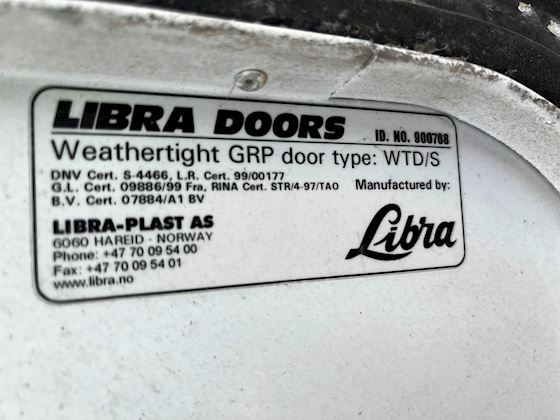 LIBRA DOORS
ID. NO. 900768
Weathertight GRP door type: WTD/S
DNV Cert. S-4466, L.R. Cert. 99/00177
G.L. Cert. 09886/99 Fra, RINA Cert. STR/4-97/TAO
B.V. Cert. 07884/A1 BV
Manufactured by:
Libra
LIBRA-PLAST AS
6060 HAREID - NORWAY
Phone: +47 70 09 54 00
Fax: +47 70 09 54 01
www.libra.no